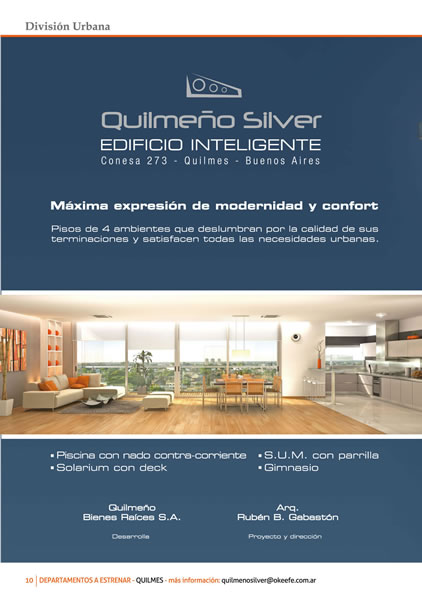 División Urbana
Quilmeño Silver
EDIFICIO INTELIGENTE
Conesa 273 - Quilmes - Buenos Aires
Máxima expresión de modernidad y confort
Pisos de 4 ambientes que deslumbran por la calidad de sus
terminaciones y satisfacen todas las necesidades urbanas.
▪ Piscina con nado contra-corriente
▪ Solarium con deck
▪ S.U.M. con parrilla
▪ Gimnasio
Quilmeño
Bienes Raíces S.A.
Desarrolla
Arq.
Rubén B. Gabastón
Proyecto y dirección
10 | DEPARTAMENTOS A ESTRENAR - QUILMES - más información: quilmenosilver@okeefe.com.ar